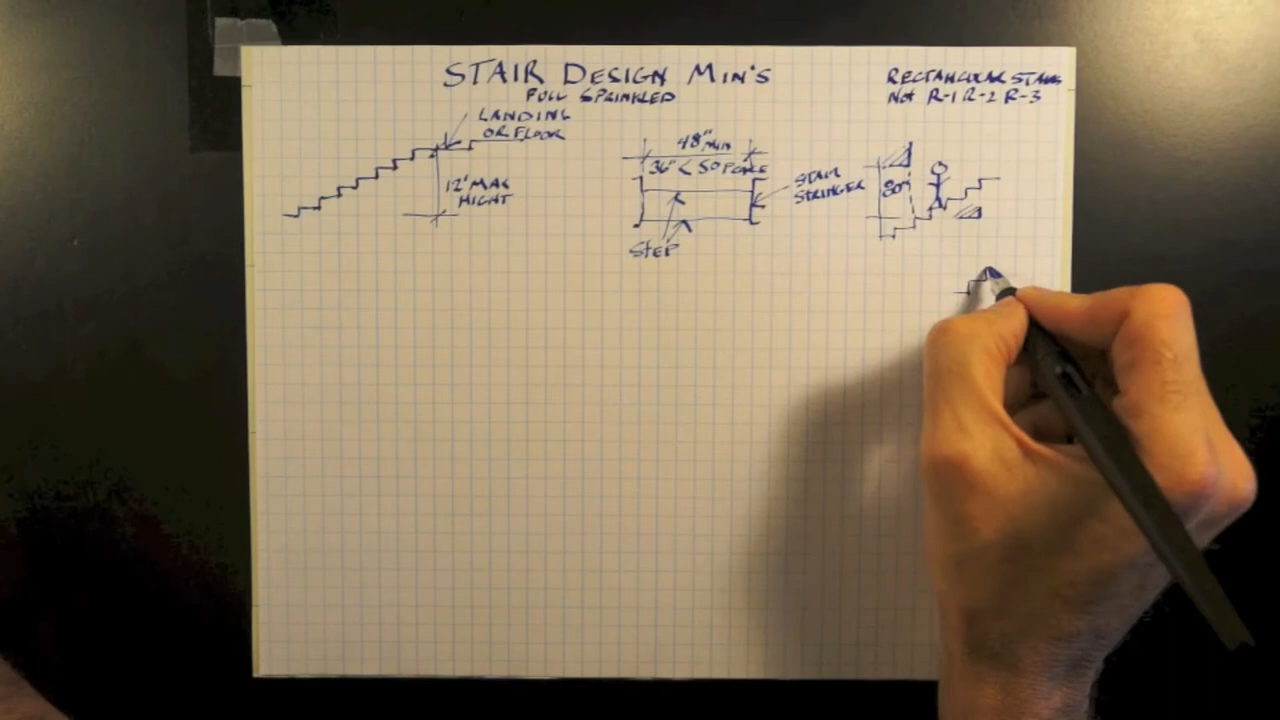 STAIR DESIGN MIN'S
FULL SPRINKLED
RECTANGULAR STAIRS
NOT R-1 R-2 R-3
LANDING
OR FLOOR
12' MAX
HIGHT
48" MIN
36" < 50 PEOPLE
STAIR
STRINGER
STEP
80"